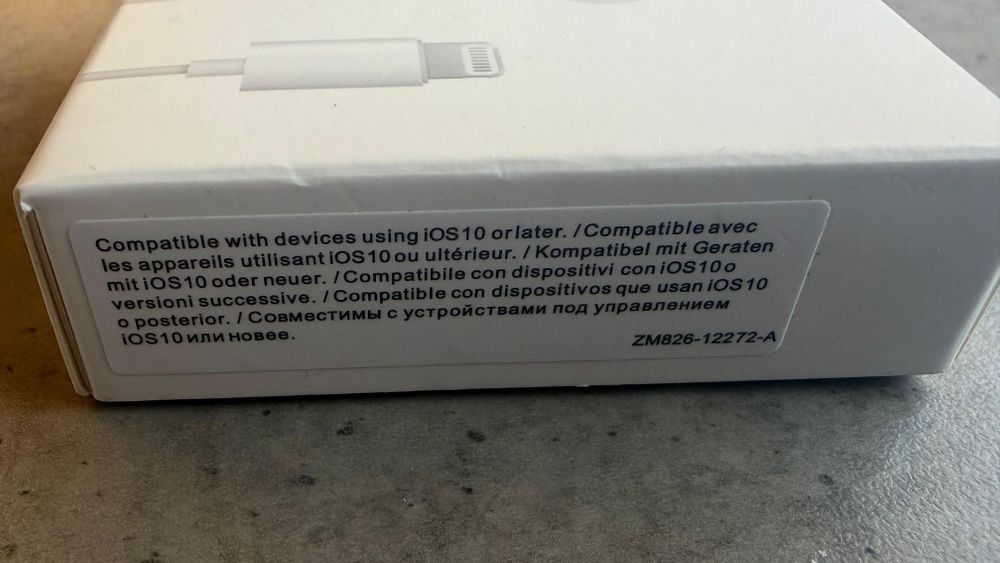 Compatible with devices using iOS10 orlater. /Compatible avec
les appareils utilisant iOS10 ou ultérieur. / Kompatibel mit Geraten
mit iOS10 oder neuer. /Compatibile con dispositivi con iOS10 o
versioni successive. / Compatible con dispositivos que usan iOS10
o posterior. / Совместимы с устройствами под управлением
iOS10 или новее.
ZM826-12272-A